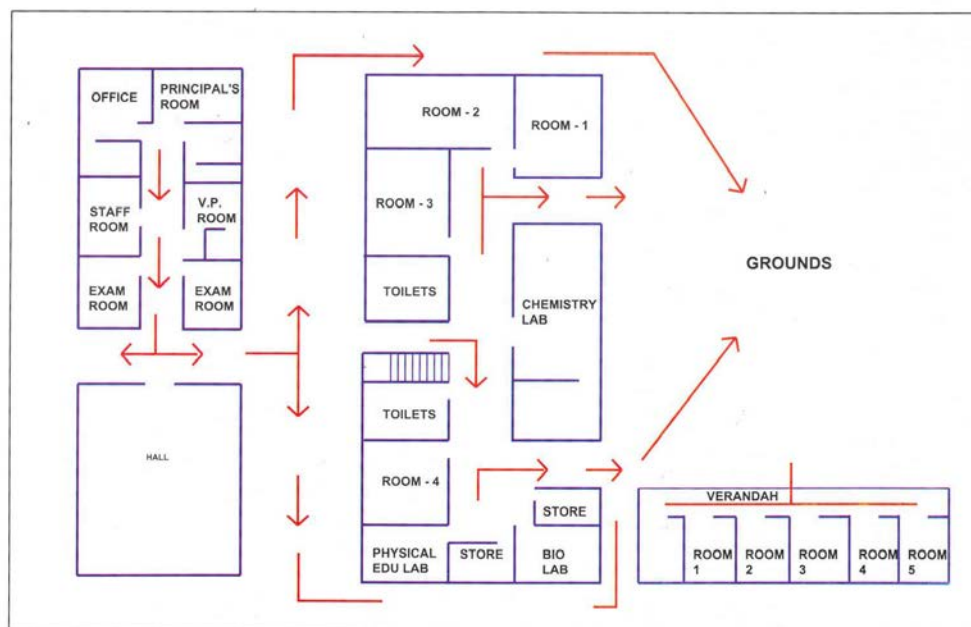 OFFICE
PRINCIPAL'S
ROOM
STAFF
ROOM
V.P.
ROOM
EXAM
ROOM
EXAM
ROOM
HALL
ROOM - 2
ROOM - 1
ROOM - 3
TOILETS
CHEMISTRY
LAB
TOILETS
ROOM - 4
STORE
PHYSICAL
EDU LAB
STORE
BIO
LAB
GROUNDS
VERANDAH
ROOM
1
ROOM
2
ROOM
3
ROOM
4
ROOM
5